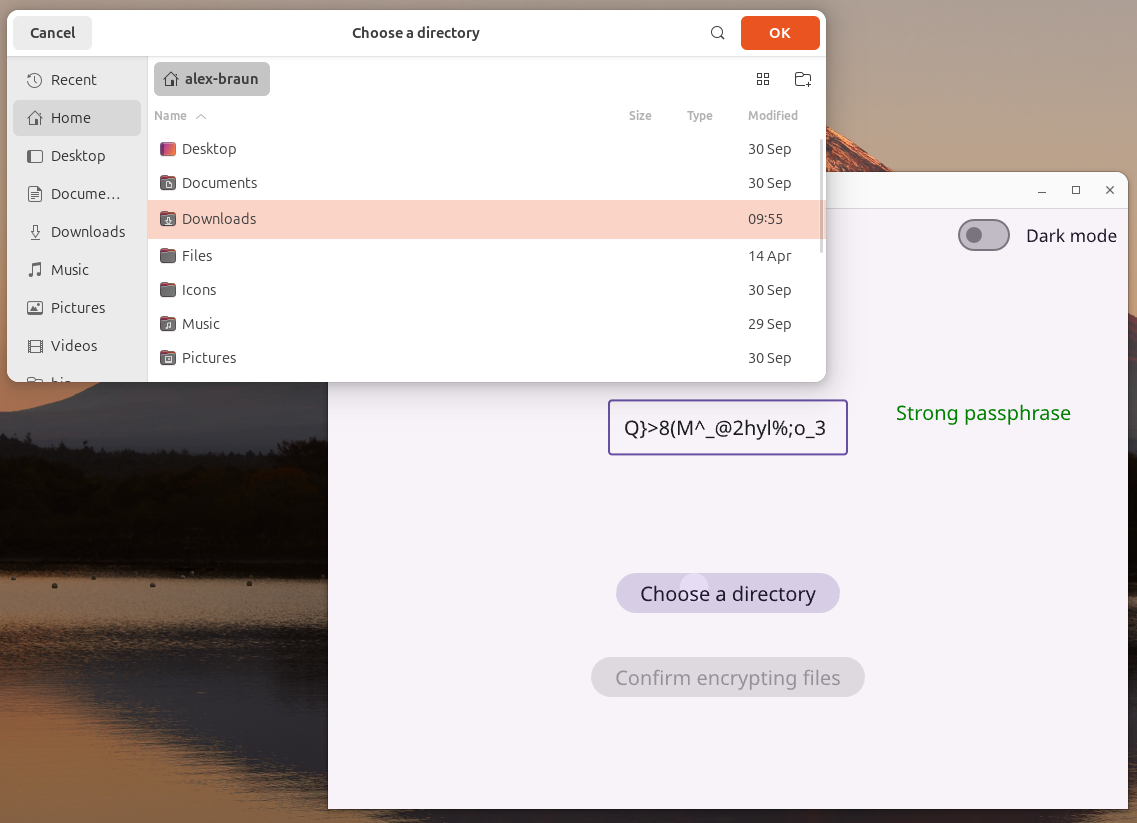 Cancel
Choose a directory
OK
Recent
Home
Desktop
Docume…
Downloads
Music
Pictures
Videos
alex-braun
Name
Size
Type
Modified
Desktop
30 Sep
Documents
30 Sep
Downloads
09:55
Files
14 Apr
Icons
30 Sep
Music
29 Sep
Pictures
30 Sep
Dark mode
Q}>8(M^_@2hyl%;o_3
Strong passphrase
Choose a directory
Confirm encrypting files